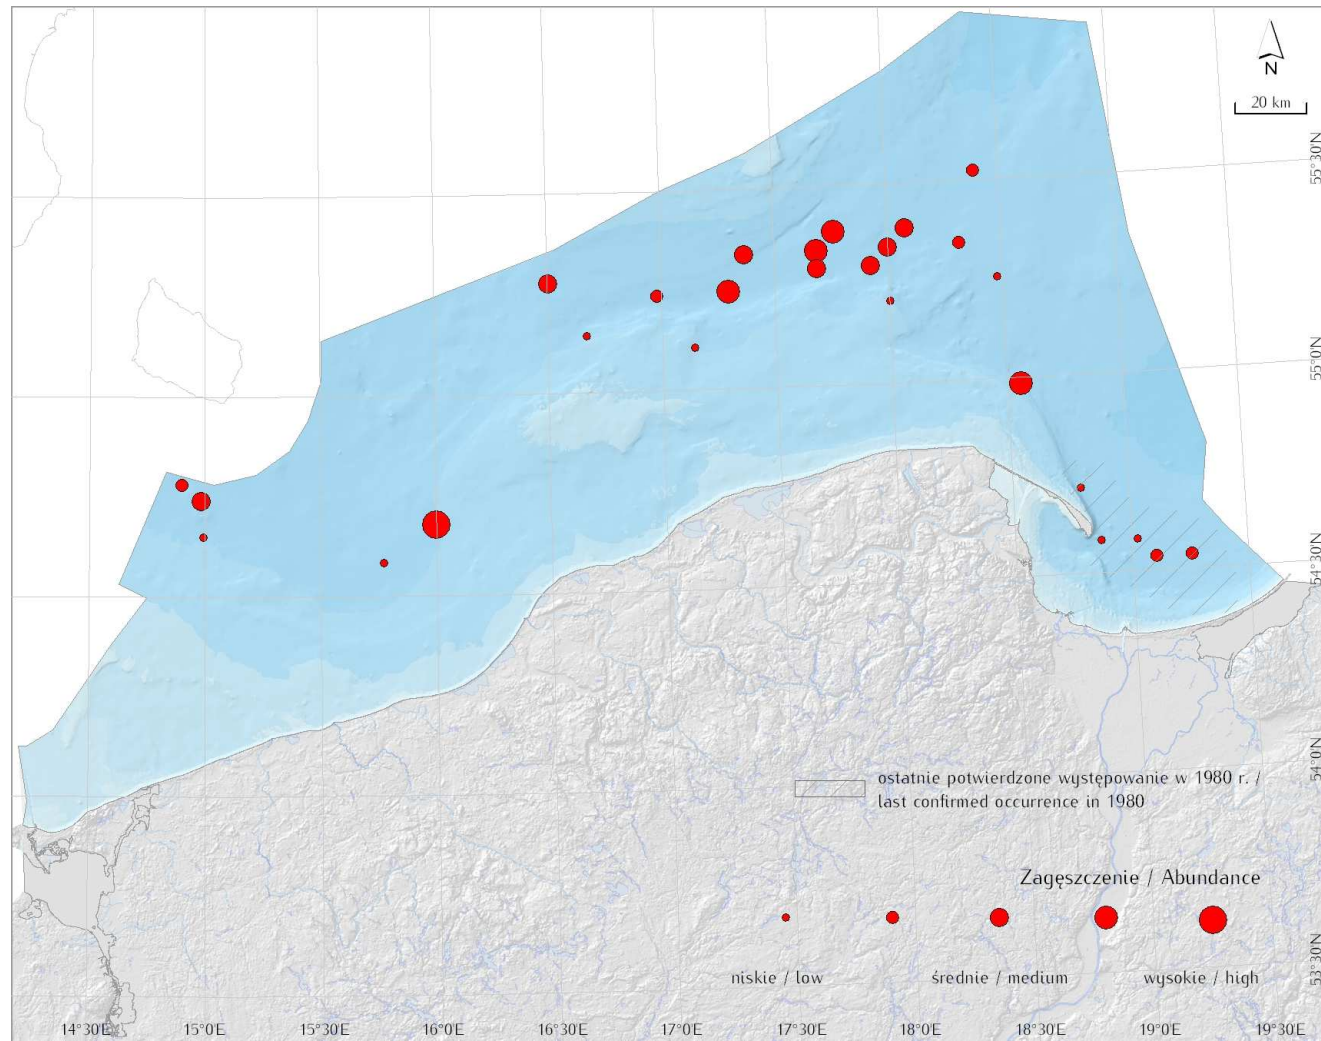 N
20 km
55°30'N
55°0'N
54°30'N
54°0'N
53°30'N
ostatnie potwierdzone występowanie w 1980 r. /
last confirmed occurrence in 1980
Zagęszczenie / Abundance
niskie / low
średnie / medium
wysokie / high
14°30'E
15°0'E
15°30'E
16°0'E
16°30'E
17°0'E
17°30'E
18°0'E
18°30'E
19°0'E
19°30'E